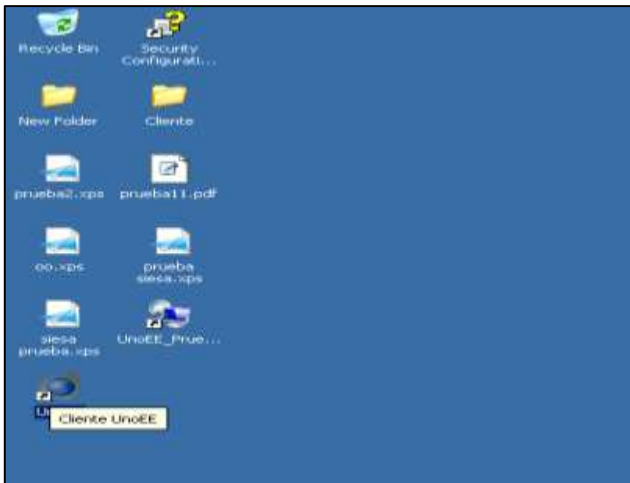 Recycle Bin
Security
Configurati...
New Folder
Cliente
prueba2.xps
prueba11.pdf
oo.xps
prueba
siesa.xps
siesa
prueba.xps
UnoEE_Prue...
Cliente UnoEE